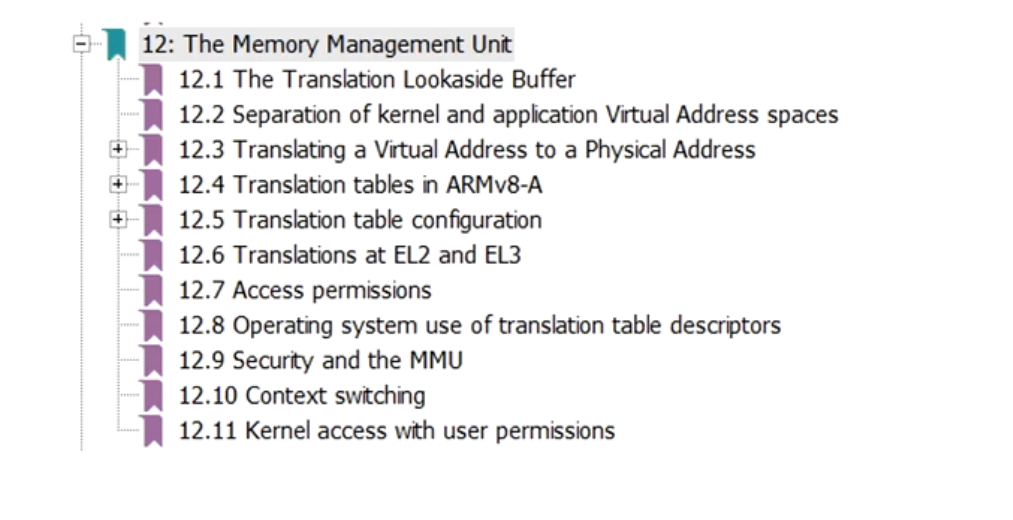 12: The Memory Management Unit
12.1 The Translation Lookaside Buffer
12.2 Separation of kernel and application Virtual Address spaces
12.3 Translating a Virtual Address to a Physical Address
12.4 Translation tables in ARMv8-A
12.5 Translation table configuration
12.6 Translations at EL2 and EL3
12.7 Access permissions
12.8 Operating system use of translation table descriptors
12.9 Security and the MMU
12.10 Context switching
12.11 Kernel access with user permissions